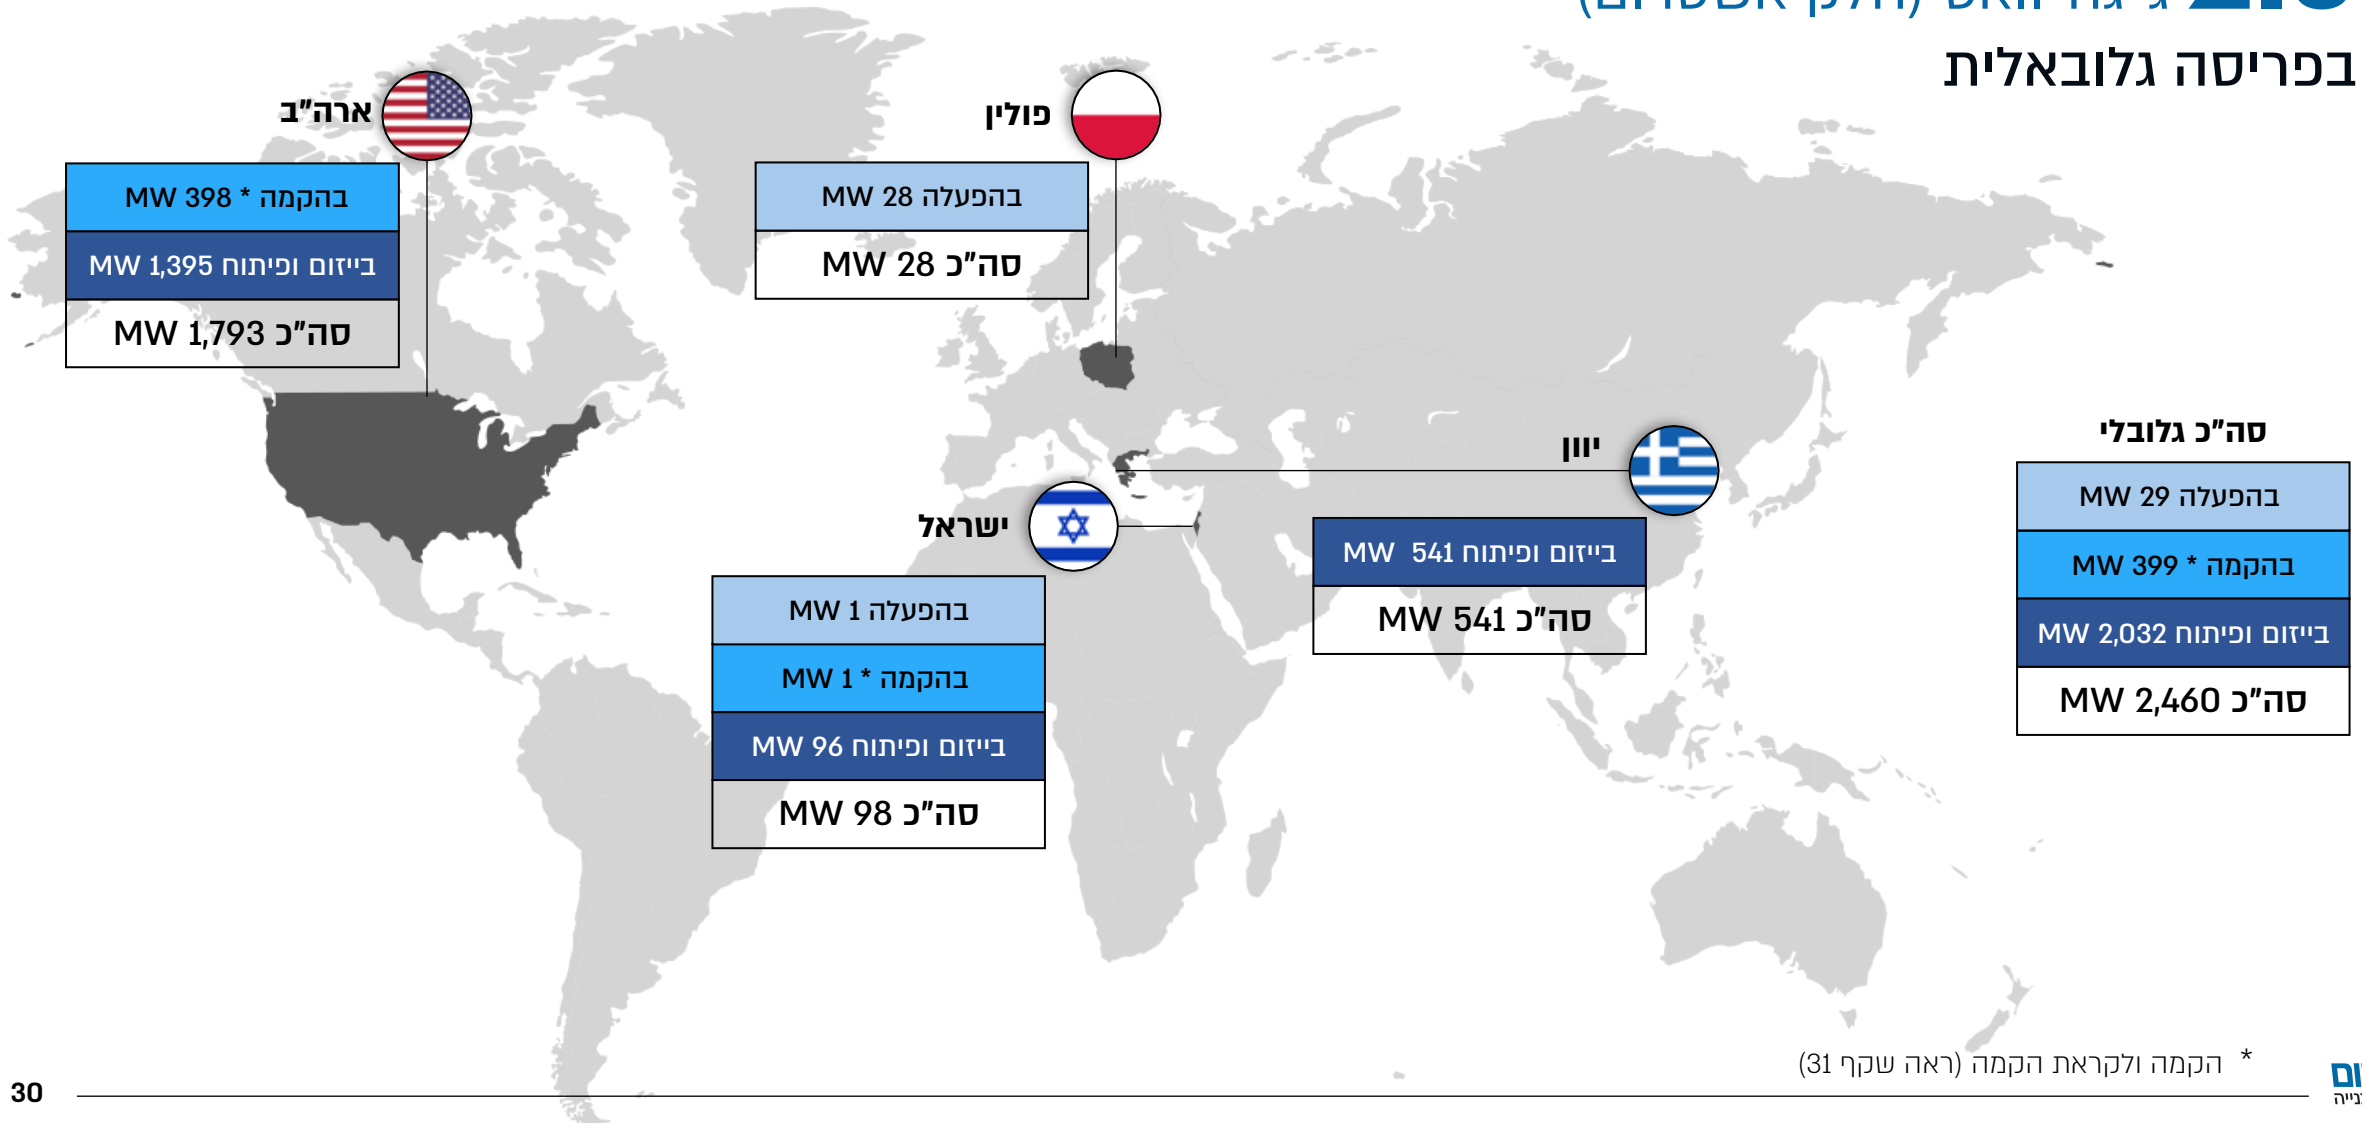 בפריסה גלובאלית
ארה"ב
בהקמה * 398 MW
בייזום ופיתוח 1,395 MW
סה"כ 1,793 MW
פולין
בהפעלה 28 MW
סה"כ 28 MW
יוון
בייזום ופיתוח 541 MW
סה"כ 541 MW
ישראל
בהפעלה 1 MW
בהקמה * 1 MW
בייזום ופיתוח 96 MW
סה"כ 98 MW
סה"כ גלובלי
בהפעלה 29 MW
בהקמה * 399 MW
בייזום ופיתוח 2,032 MW
סה"כ 2,460 MW
* הקמה ולקראת הקמה (ראה שקף 31)
30